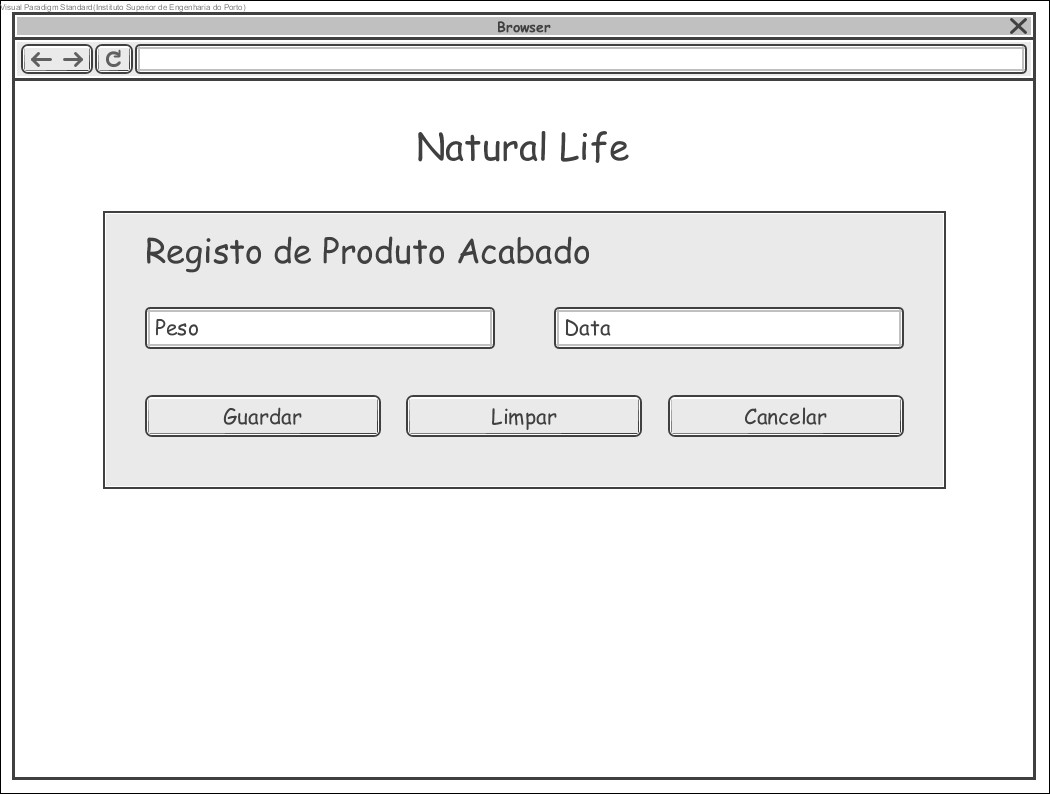 Visual Paradigm Standard(Instituto Superior de Engenharia do Porto)
Browser
Natural Life
Registo de Produto Acabado
Peso
Data
Guardar
Limpar
Cancelar